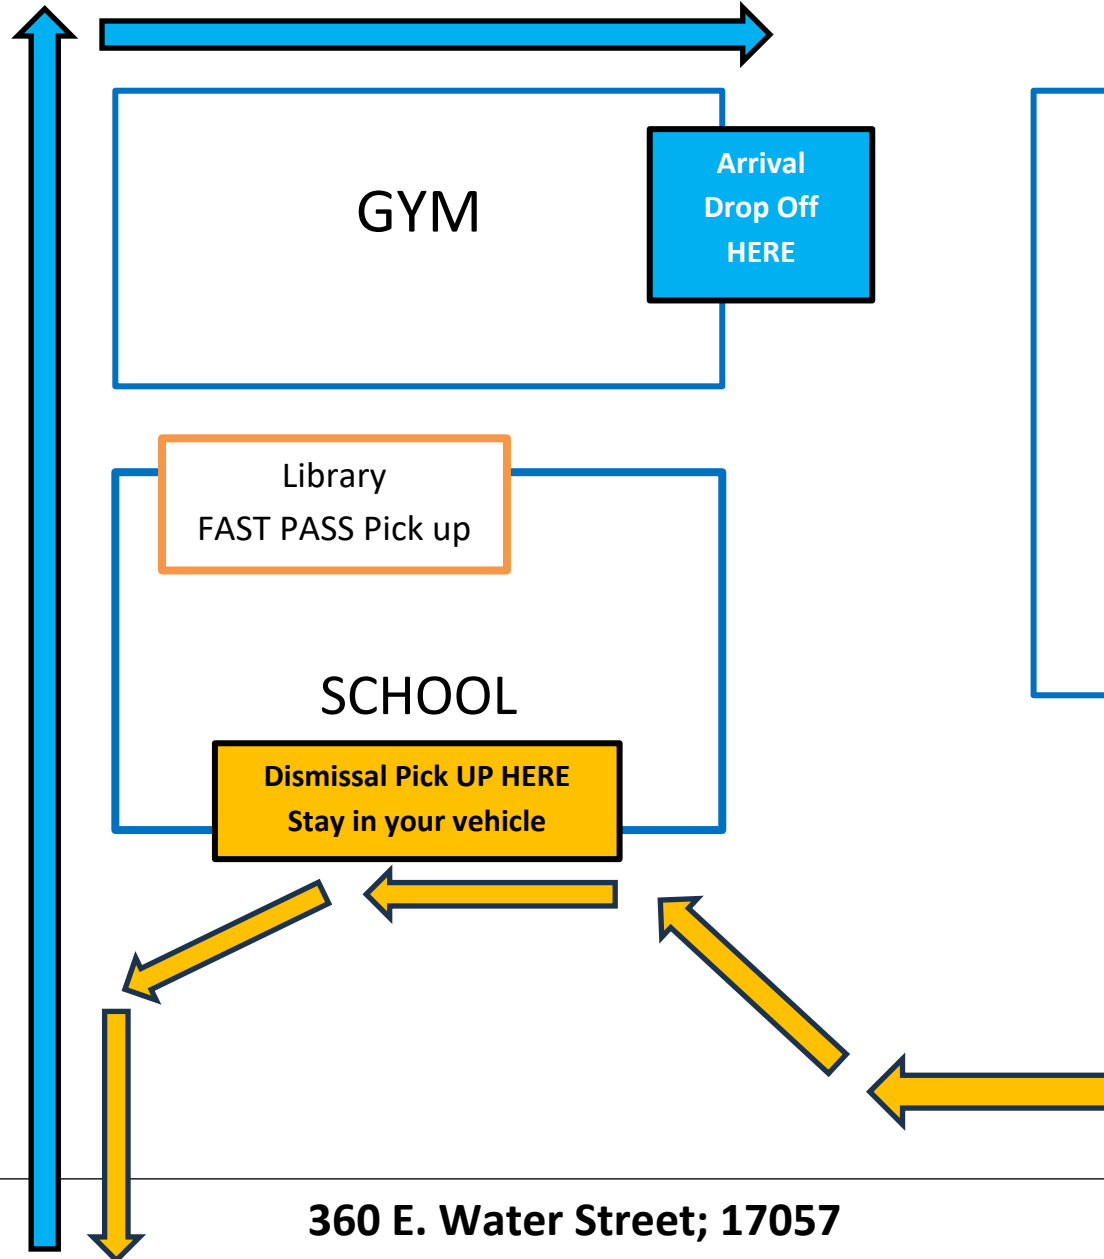 GYM
Arrival
Drop Off
HERE
Library
FAST PASS Pick up
SCHOOL
Dismissal Pick UP HERE
Stay in your vehicle
360 E. Water Street; 17057